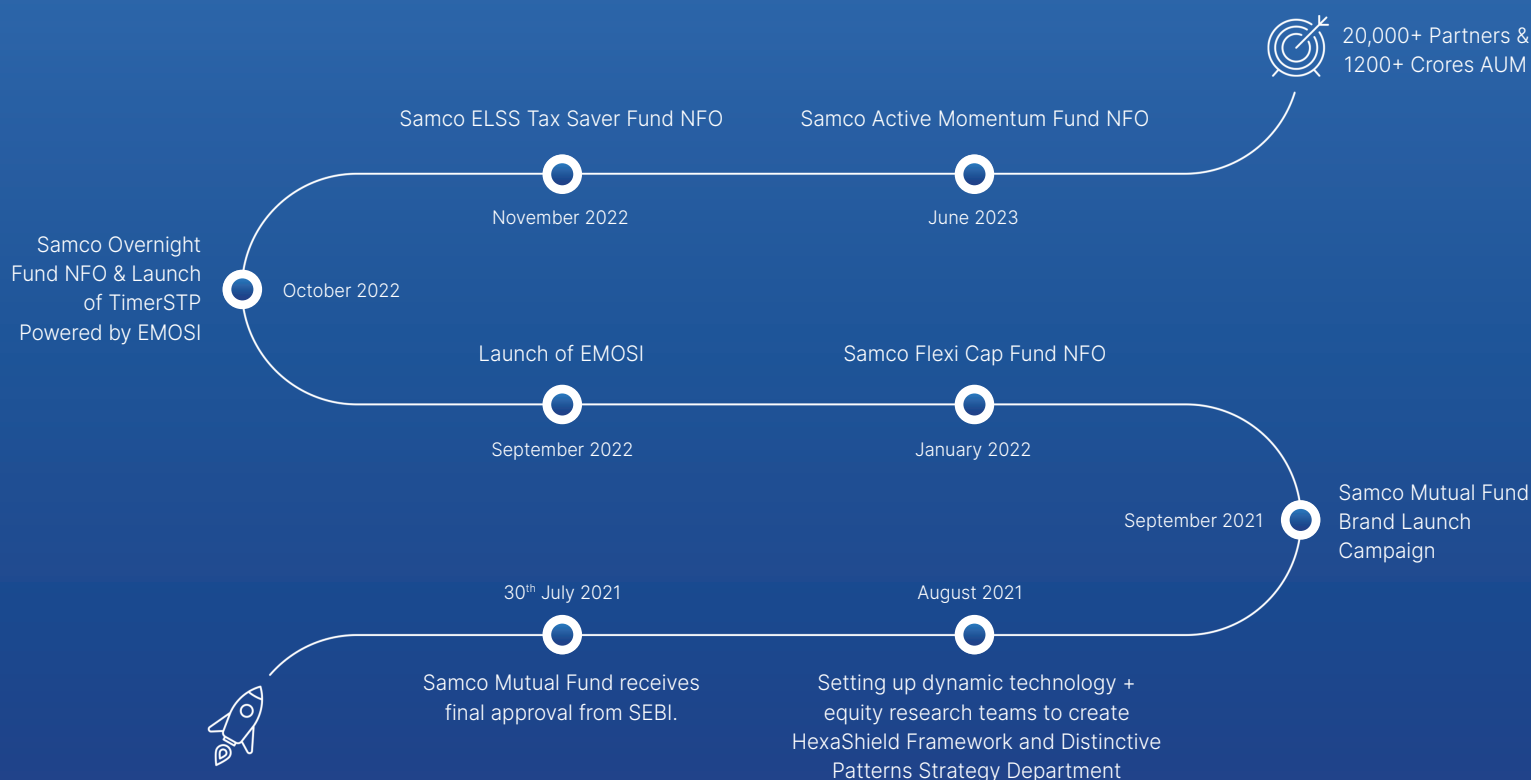 20,000+ Partners &
1200+ Crores AUM
Samco ELSS Tax Saver Fund NFO
Samco Active Momentum Fund NFO
November 2022
June 2023
Samco Overnight
Fund NFO & Launch
of TimerSTP
Powered by EMOSI
October 2022
Launch of EMOSI
Samco Flexi Cap Fund NFO
September 2022
January 2022
September 2021
Samco Mutual Fund
Brand Launch
Campaign
30th July 2021
August 2021
Samco Mutual Fund receives
final approval from SEBI.
Setting up dynamic technology +
equity research teams to create
HexaShield Framework and Distinctive
Patterns Strategy Department